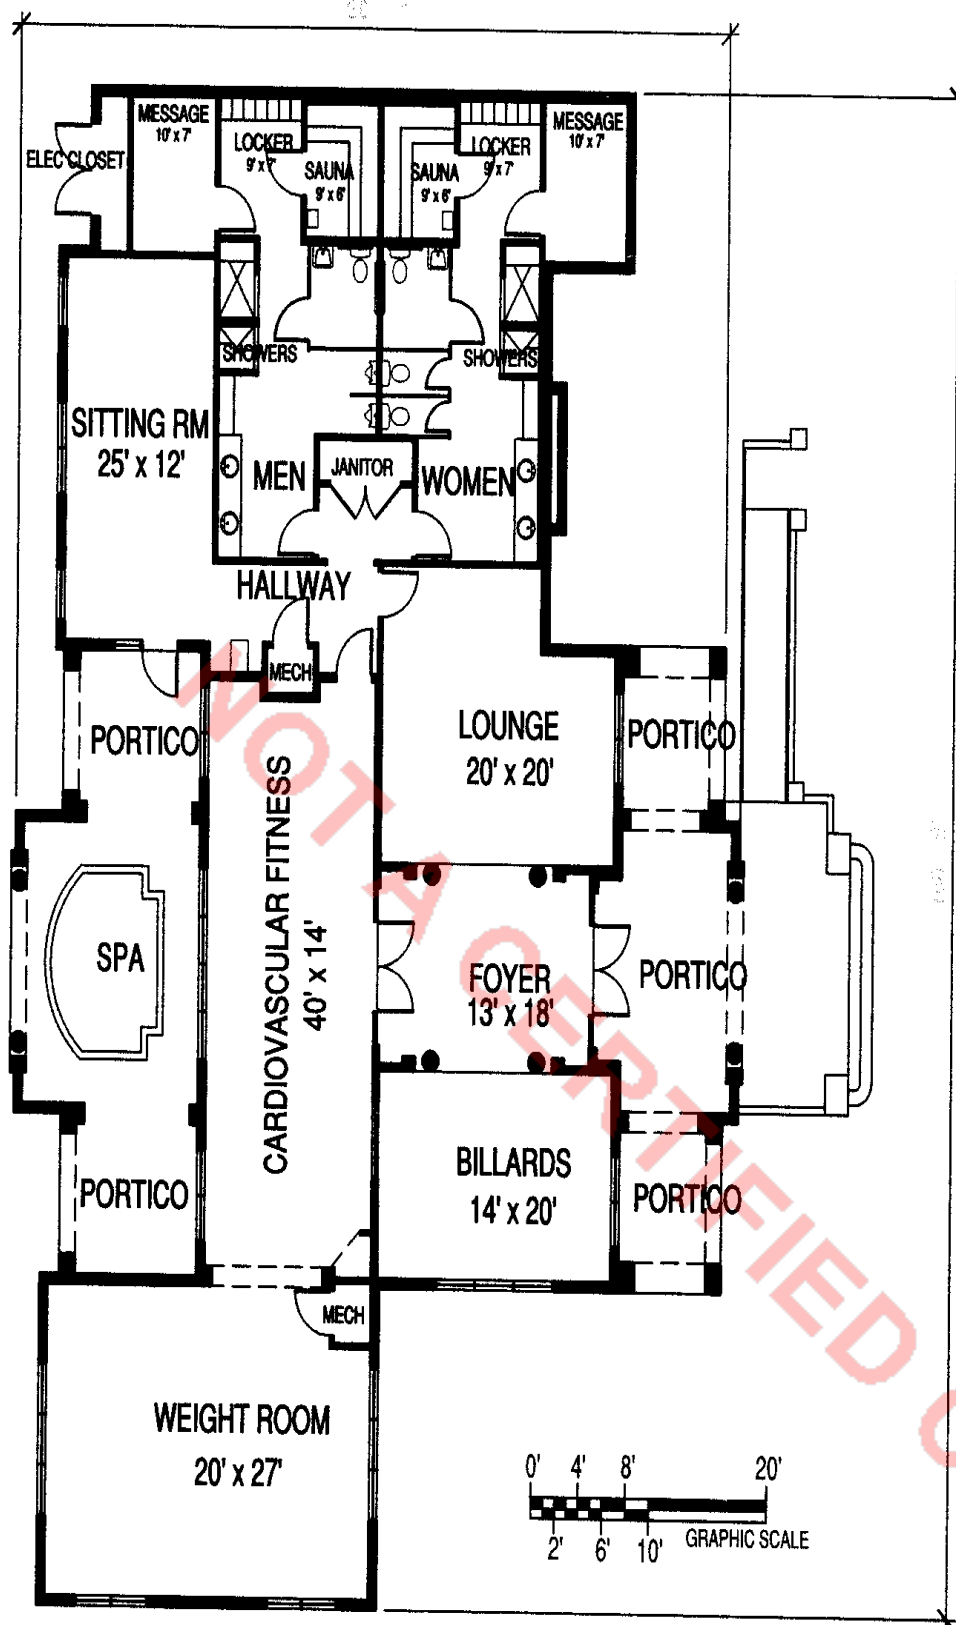 MESSAGE
10' x 7'
LOCKER
9' x 7'
SAUNA
9' x 6'
SAUNA
9' x 6'
LOCKER
9' x 7'
MESSAGE
10' x 7'
ELEC CLOSET
SHOWERS
SHOWERS
SITTING RM
25' x 12'
MEN
JANITOR
WOMEN
HALLWAY
MECH
PORTICO
LOUNGE
20' x 20'
PORTICO
CARDIOVASCULAR FITNESS
40' x 14'
SPA
FOYER
13' x 18'
PORTICO
PORTICO
BILLARDS
14' x 20'
PORTICO
MECH
WEIGHT ROOM
20' x 27'
0' 4' 8' 20'
2' 6' 10'
GRAPHIC SCALE
NOT A CERTIFIED